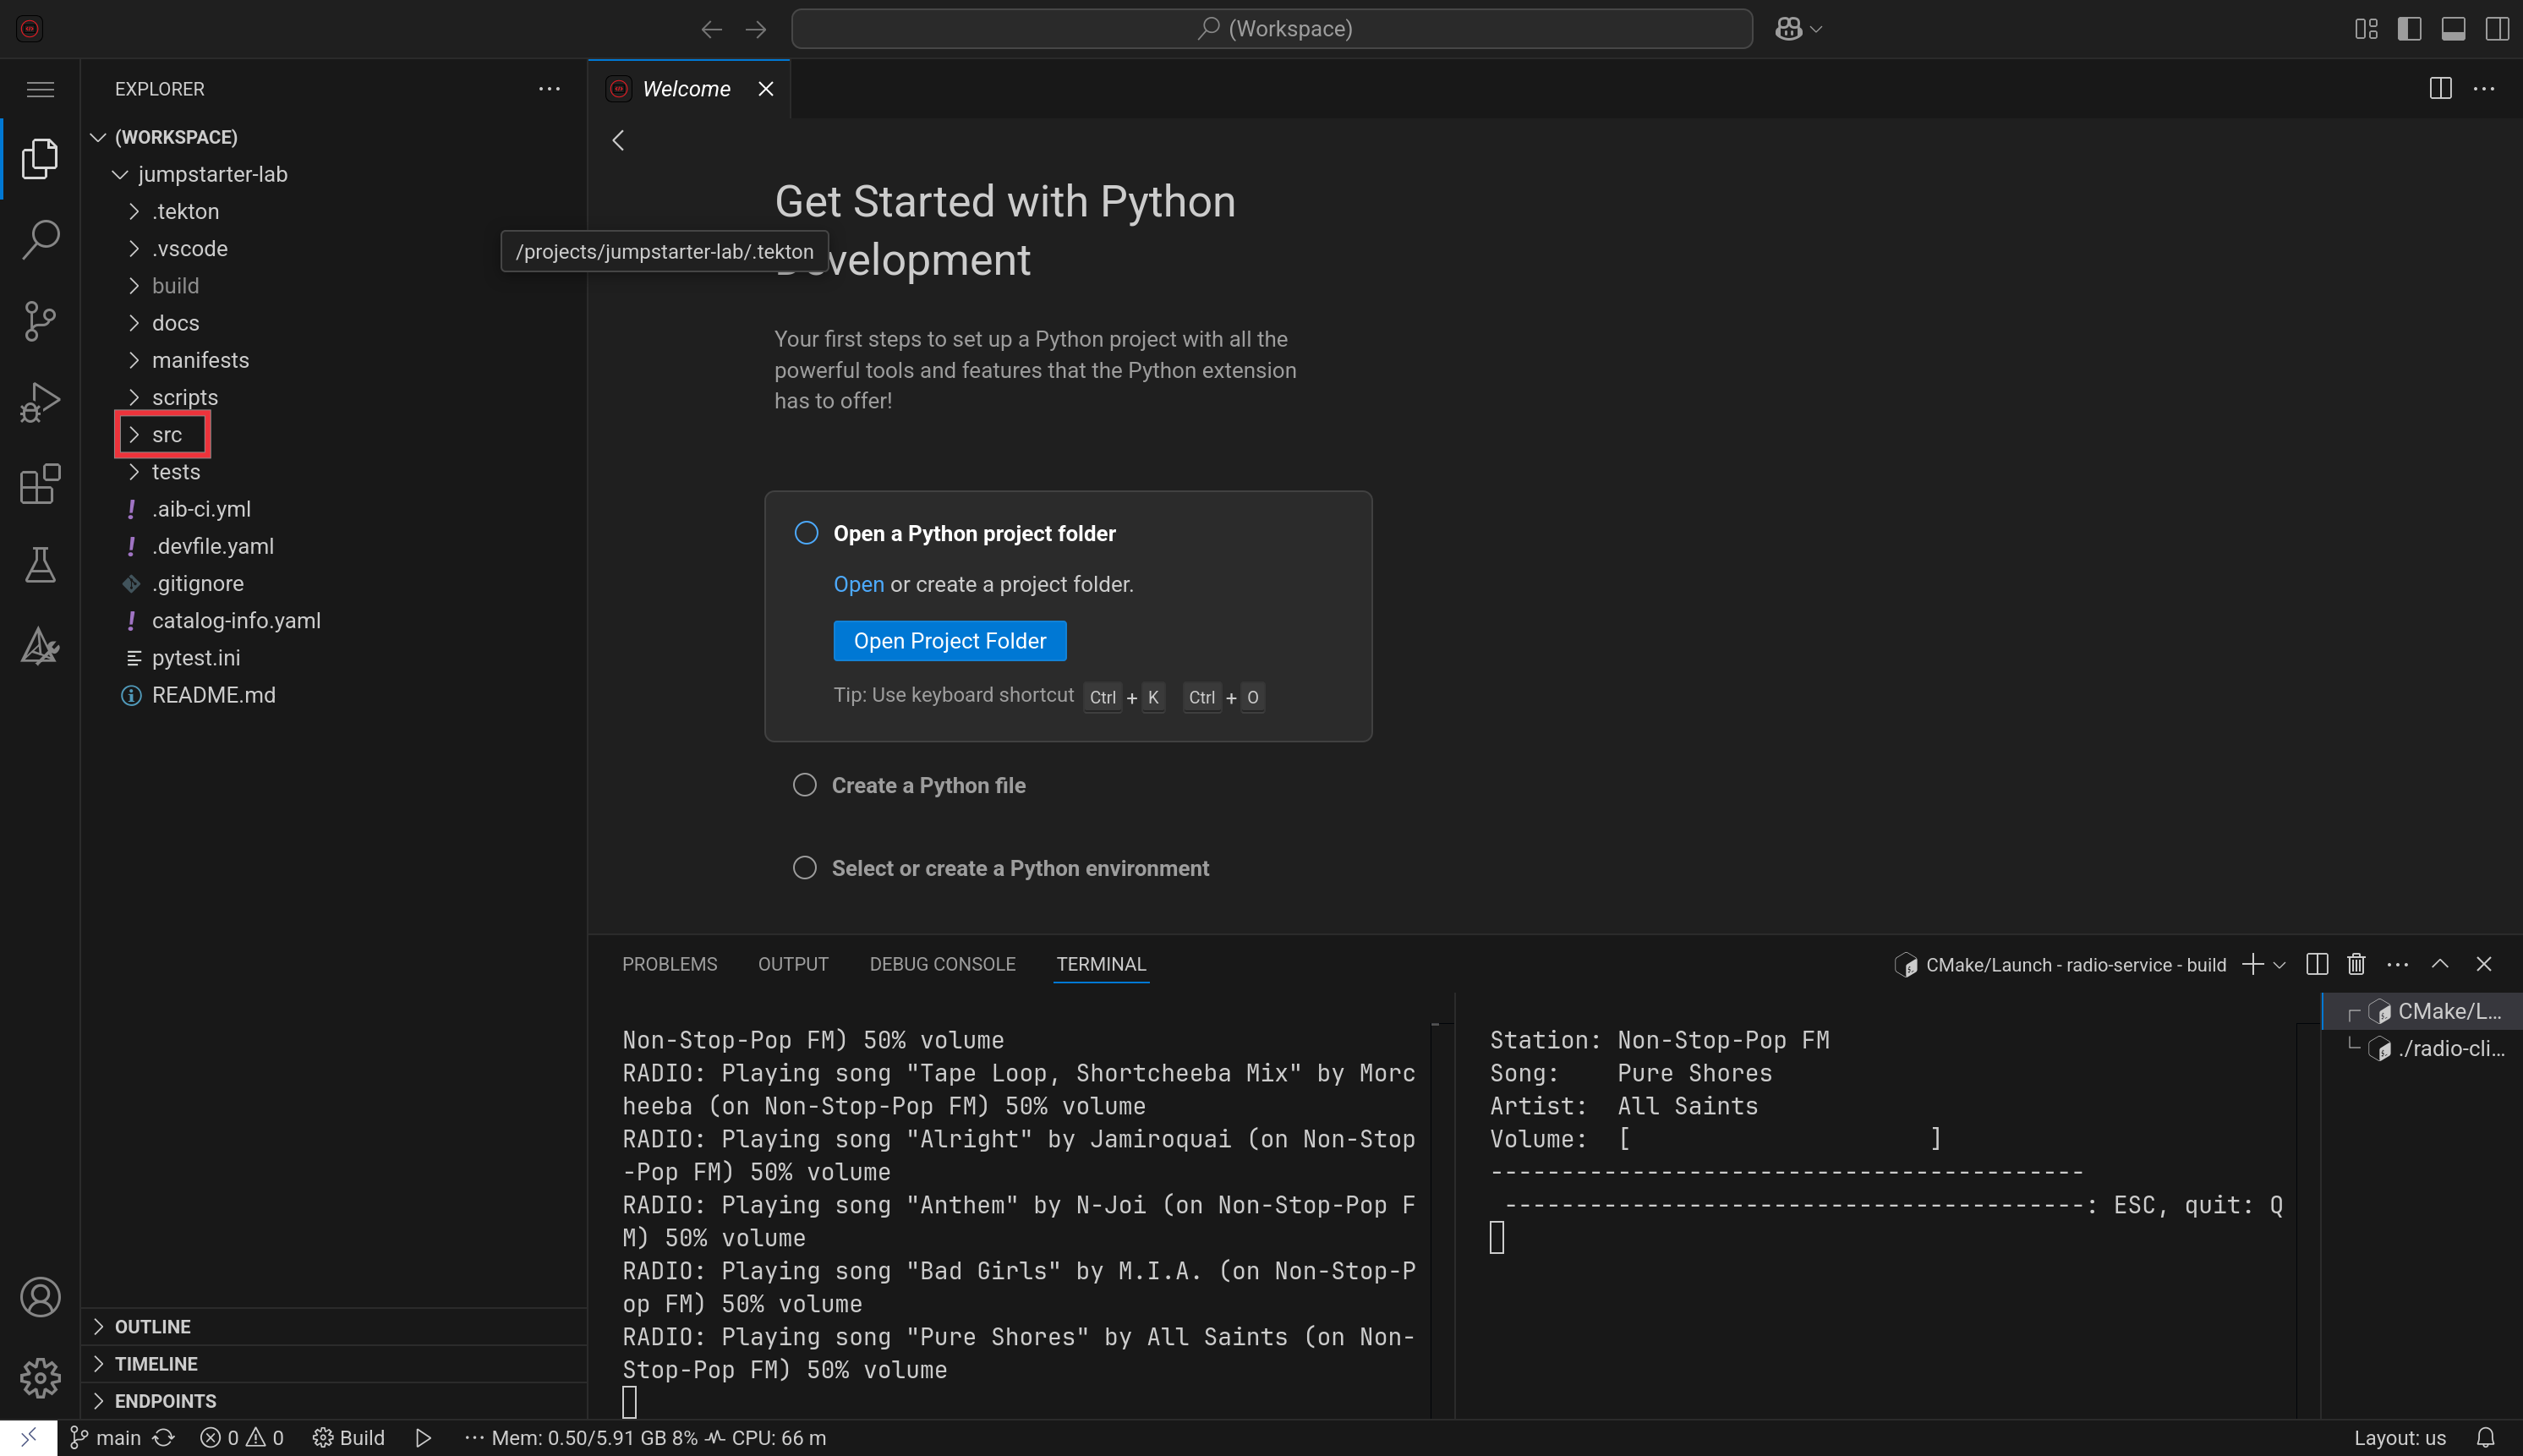 (Workspace)
EXPLORER
Welcome
(WORKSPACE)
jumpstarter-lab
.tekton
.vscode
build
docs
manifests
scripts
src
tests
.aib-ci.yml
.devfile.yaml
.gitignore
catalog-info.yaml
pytest.ini
README.md
OUTLINE
TIMELINE
ENDPOINTS
/projects/jumpstarter-lab/.tekton
Get Started with Python
velopment
Your first steps to set up a Python project with all the
powerful tools and features that the Python extension
has to offer!
Open a Python project folder
Open or create a project folder.
Open Project Folder
Tip: Use keyboard shortcut Ctrl + K Ctrl + O
Create a Python file
Select or create a Python environment
PROBLEMS OUTPUT DEBUG CONSOLE TERMINAL
CMake/Launch - radio-service - build
Non-Stop-Pop FM) 50% volume
RADIO: Playing song "Tape Loop, Shortcheeba Mix" by Morc
heeba (on Non-Stop-Pop FM) 50% volume
RADIO: Playing song "Alright" by Jamiroquai (on Non-Stop
-Pop FM) 50% volume
RADIO: Playing song "Anthem" by N-Joi (on Non-Stop-Pop F
M) 50% volume
RADIO: Playing song "Bad Girls" by M.I.A. (on Non-Stop-P
op FM) 50% volume
RADIO: Playing song "Pure Shores" by All Saints (on Non-
Stop-Pop FM) 50% volume
Station: Non-Stop-Pop FM
Song: Pure Shores
Artist: All Saints
Volume: [ ]
------------------------------------------
-----------------------------------------: ESC, quit: Q
CMake/L...
./radio-cli...
main 0 0 Build ··· Mem: 0.50/5.91 GB 8% CPU: 66 m
Layout: us